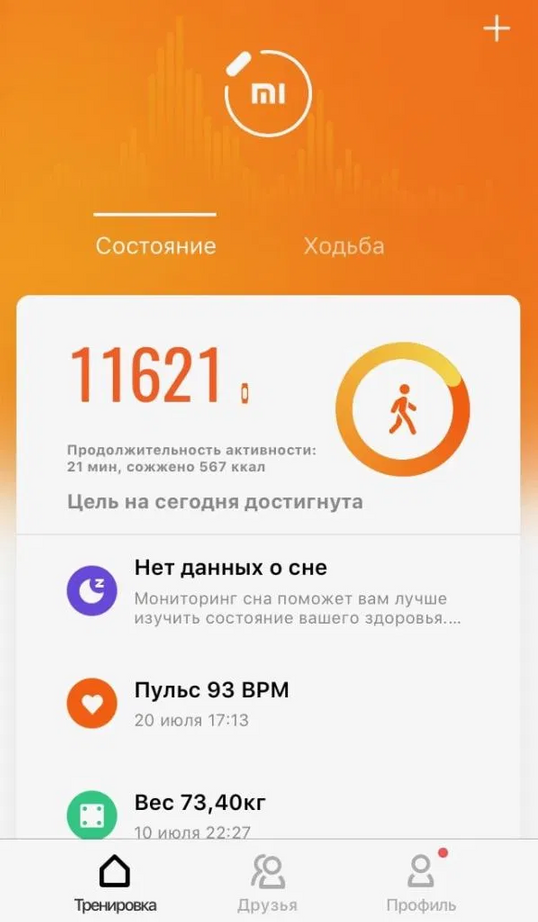 mi
Состояние
Ходьба
11621
Продолжительность активности:
21 мин, сожжено 567 ккал
Цель на сегодня достигнута
Нет данных о сне
Мониторинг сна поможет вам лучше
изучить состояние вашего здоровья....
Пульс 93 BPM
20 июля 17:13
Вес 73,40кг
10 июля 22:27
Тренировка
Друзья
Профиль